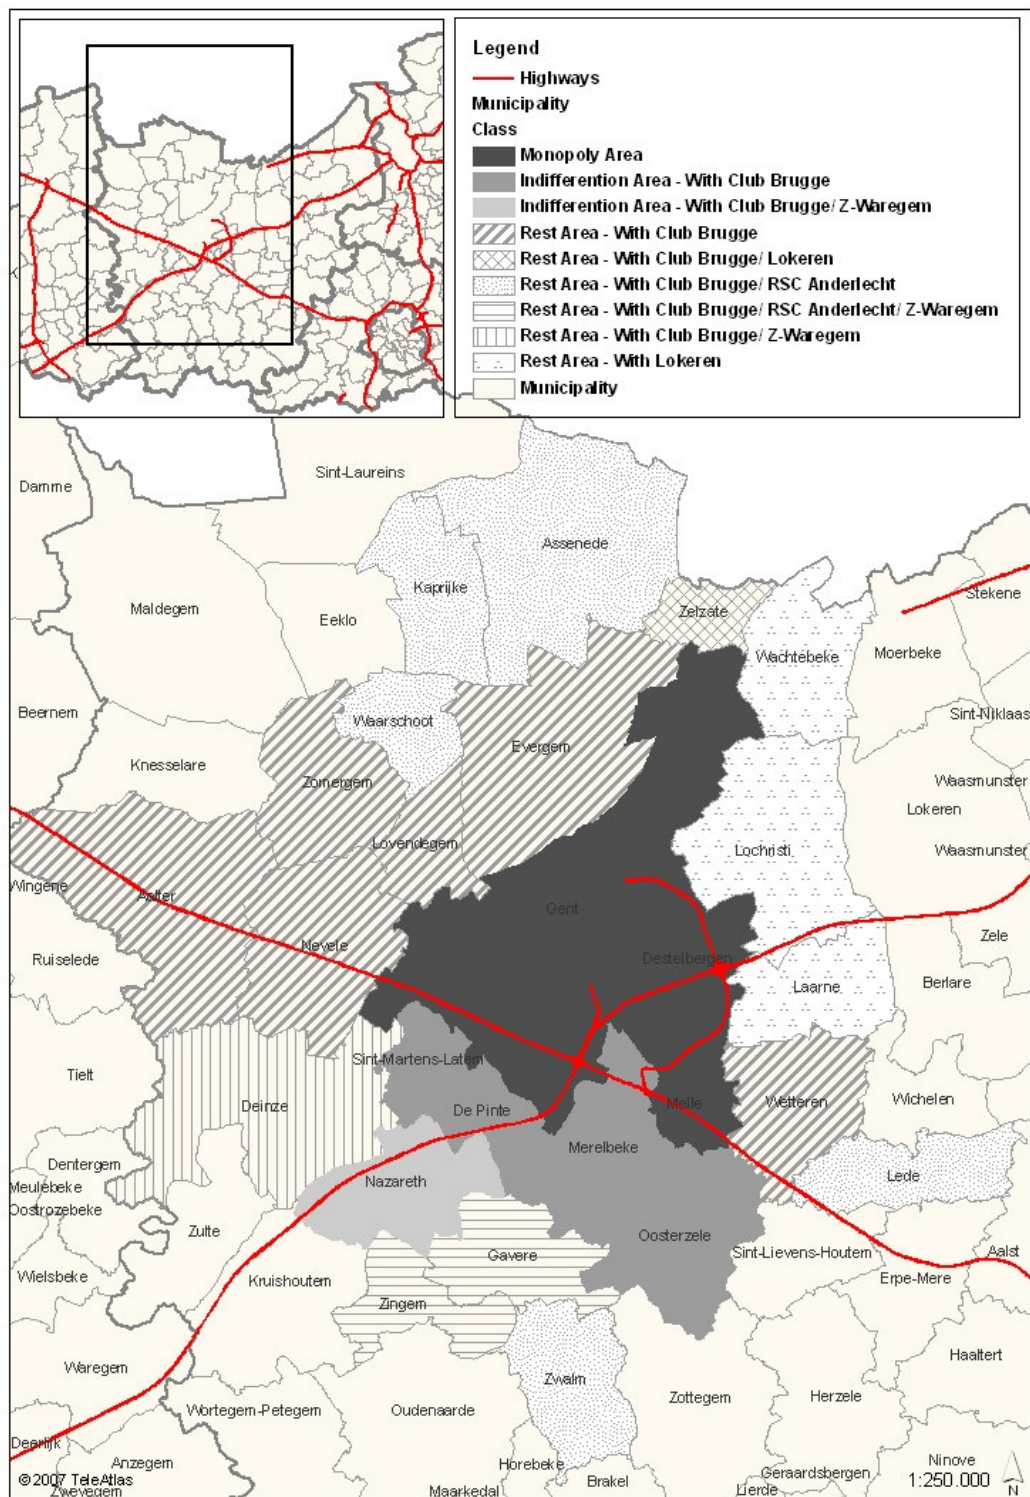 Legend
Highways
Municipality
Class
Monopoly Area
Indifferention Area - With Club Brugge
Indifferention Area - With Club Brugge/ Z-Waregem
Rest Area - With Club Brugge
Rest Area - With Club Brugge/ Lokeren
Rest Area - With Club Brugge/ RSC Anderlecht
Rest Area - With Club Brugge/ RSC Anderlecht/ Z-Waregem
Rest Area - With Club Brugge/ Z-Waregem
Rest Area - With Lokeren
Municipality
Sint-Laureins
Damme
Assenede
Kaprijke
Stekene
Maldegem
Zelzate
Eeklo
Moerbeke
Wachtebeke
Beernem
Sint-Niklaas
Waarschoot
Evergem
Knesselare
Zomergem
Waasmunster
Lokeren
Lovendegem
Lochristi
Waasmunster
Wingene
Aalter
Gent
Zele
Nevele
Ruiselede
Destelbergen
Laarne
Berlare
Sint-Martens-Latem
Tielt
Wichelen
Deinze
De Pinte
Melle
Wetteren
Merelbeke
Dentergem
Lede
Nazareth
Meulebeke
Oostrozebeke
Zulte
Oosterzele
Gavere
Sint-Lievens-Houtem
Aalst
Wielsbeke
Kruishoutem
Erpe-Mere
Zingem
Haaltert
Waregem
Zwalm
Zottegem
Herzele
Wortegem-Petegem
Oudenaarde
Deerlijk
Anzegem
Horebeke
Ninove
Geraardsbergen
© 2007 TeleAtlas
Brakel
1:250.000
Zwevegem
Maarkedal
Lierde
N